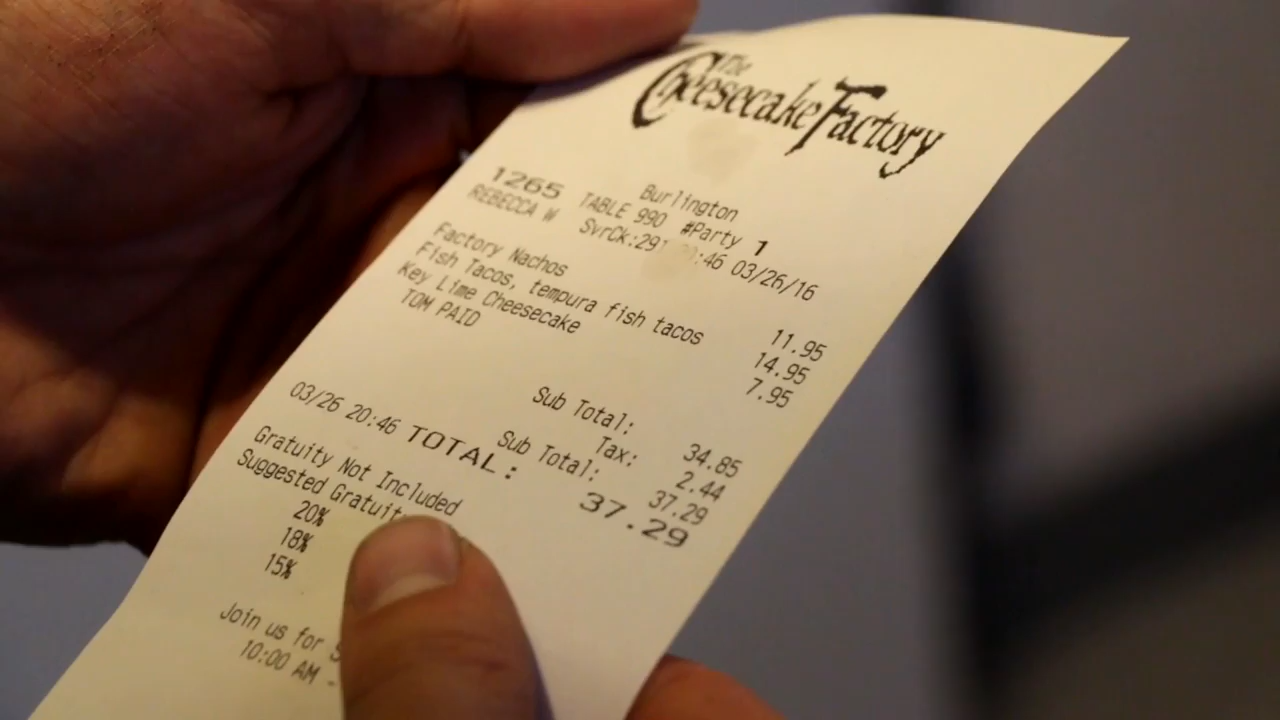 The Cheesecake Factory
Burlington
1265 TABLE 990 #Party 1
REBECCA W SvrCk:29 :46 03/26/16
Factory Nachos 11.95
Fish Tacos, tempura fish tacos 14.95
Key Lime Cheesecake 7.95
TOM PAID
Sub Total: 34.85
Tax: 2.44
Sub Total: 37.29
03/26 20:46 TOTAL: 37.29
Gratuity Not Included
Suggested
20%
18%
15%
Join us for
10:00 AM -